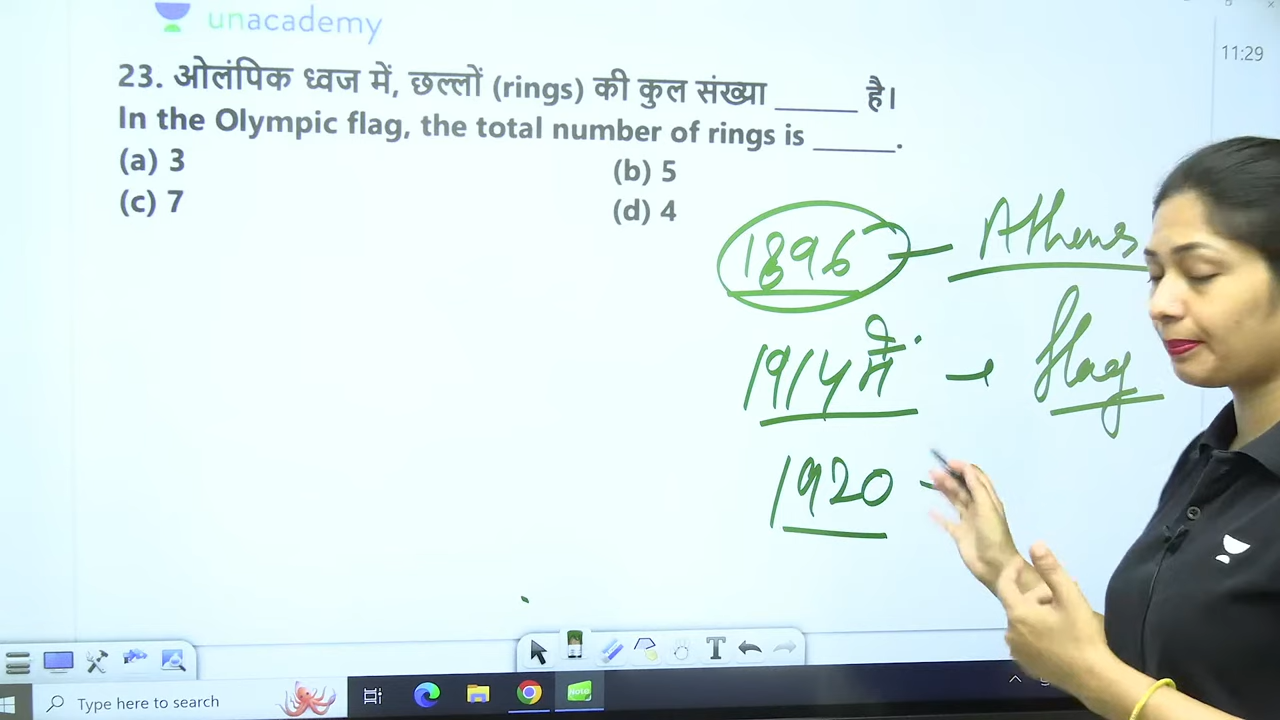 unacademy
11:29
23. ओलंपिक ध्वज में, छल्लों (rings) की कुल संख्या ______ है।
In the Olympic flag, the total number of rings is ______.
(a) 3 (b) 5
(c) 7 (d) 4
1896 — Athens
1914 में → flag
1920 -
T
Type here to search
Note